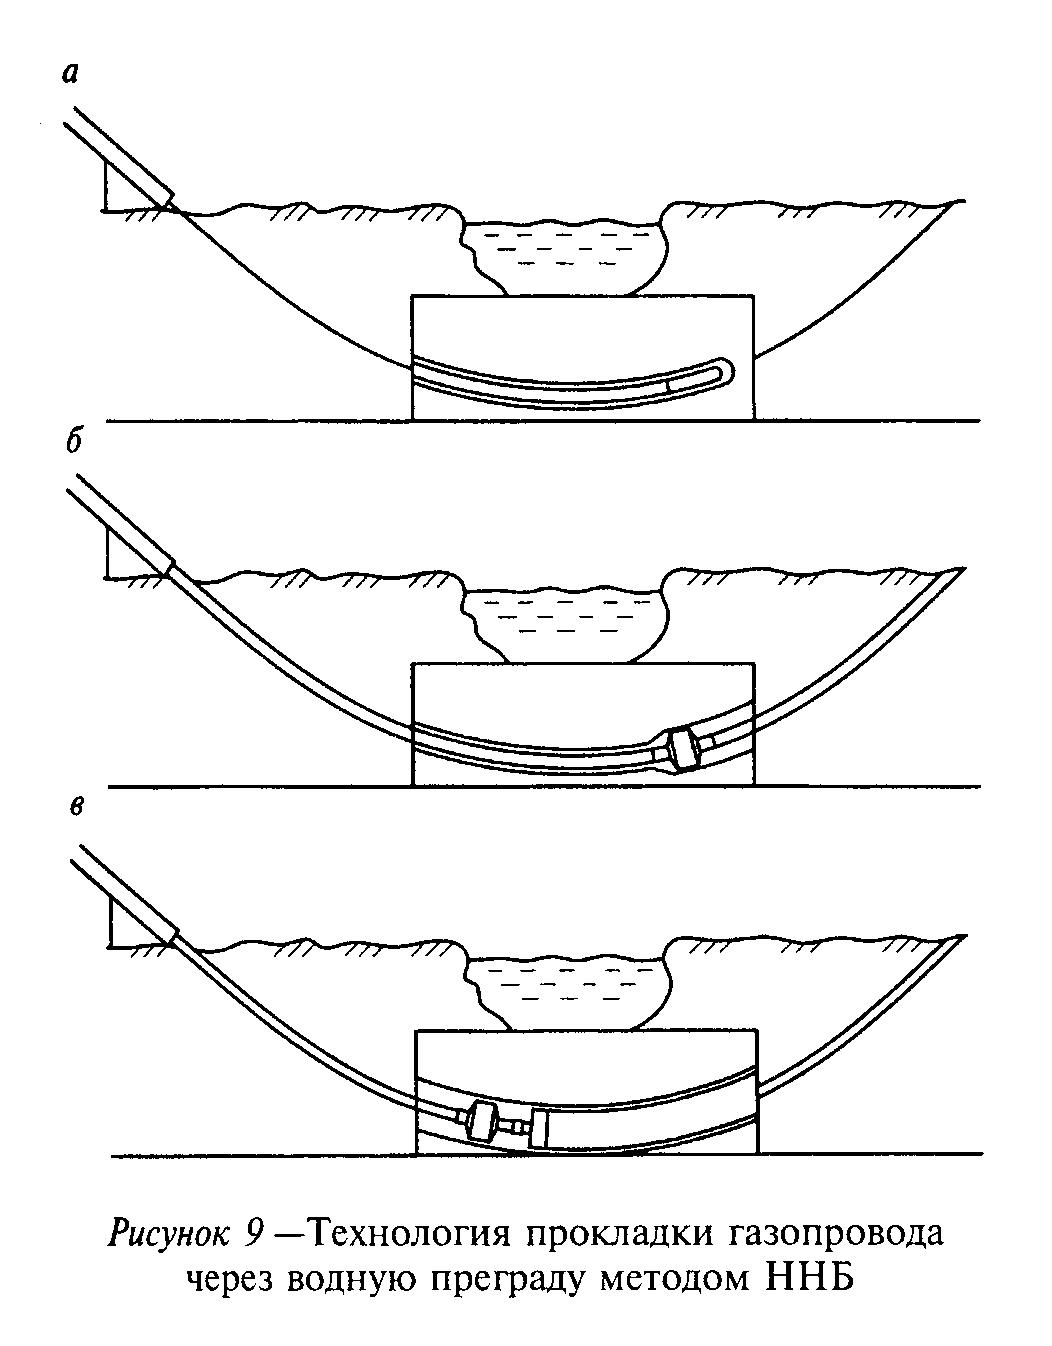 а
б
в
Рисунок 9 —Технология прокладки газопровода
через водную преграду методом ННБ